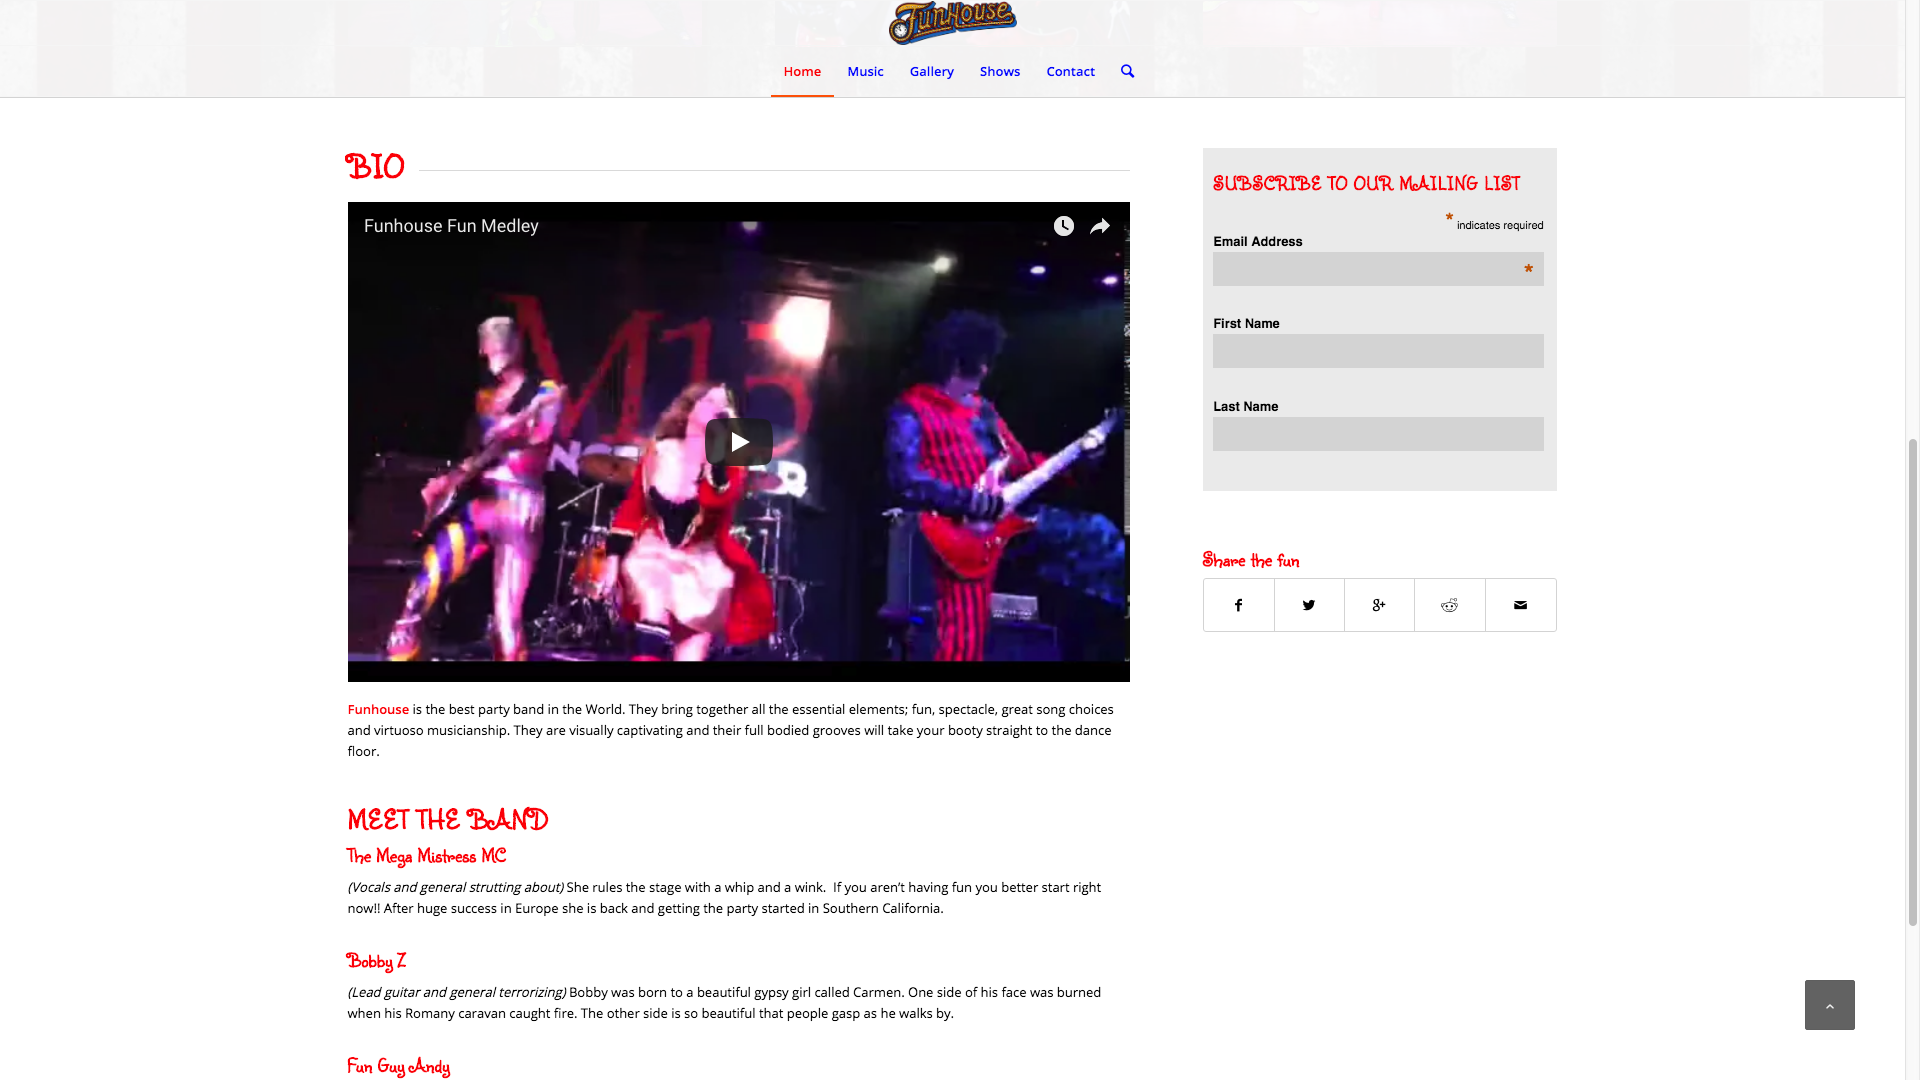 FunHouse
Home
Music
Gallery
Shows
Contact
BIO
Funhouse Fun Medley
M15
Funhouse is the best party band in the World. They bring together all the essential elements; fun, spectacle, great song choices
and virtuoso musicianship. They are visually captivating and their full bodied grooves will take your booty straight to the dance
floor.
MEET THE BAND
The Mega Mistress MC
(Vocals and general strutting about) She rules the stage with a whip and a wink.  If you aren’t having fun you better start right
now!! After huge success in Europe she is back and getting the party started in Southern California.
Bobby Z
(Lead guitar and general terrorizing) Bobby was born to a beautiful gypsy girl called Carmen. One side of his face was burned
when his Romany caravan caught fire. The other side is so beautiful that people gasp as he walks by.
Fun Guy Andy
SUBSCRIBE TO OUR MAILING LIST
* indicates required
Email Address
*
First Name
Last Name
Share the fun